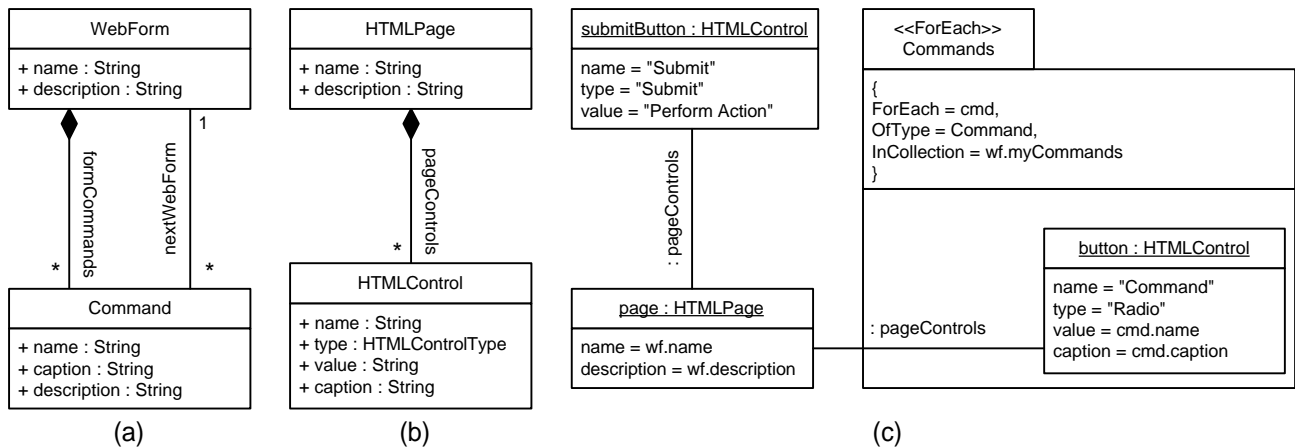 WebForm
+ name : String
+ description : String
1
formCommands
nextWebForm
*
*
Command
+ name : String
+ caption : String
+ description : String
(a)
HTMLPage
+ name : String
+ description : String
pageControls
*
HTMLControl
+ name : String
+ type : HTMLControlType
+ value : String
+ caption : String
(b)
submitButton : HTMLControl
name = "Submit"
type = "Submit"
value = "Perform Action"
: pageControls
page : HTMLPage
name = wf.name
description = wf.description
<<ForEach>>
Commands
{
ForEach = cmd,
OfType = Command,
InCollection = wf.myCommands
}
: pageControls
button : HTMLControl
name = "Command"
type = "Radio"
value = cmd.name
caption = cmd.caption
(c)